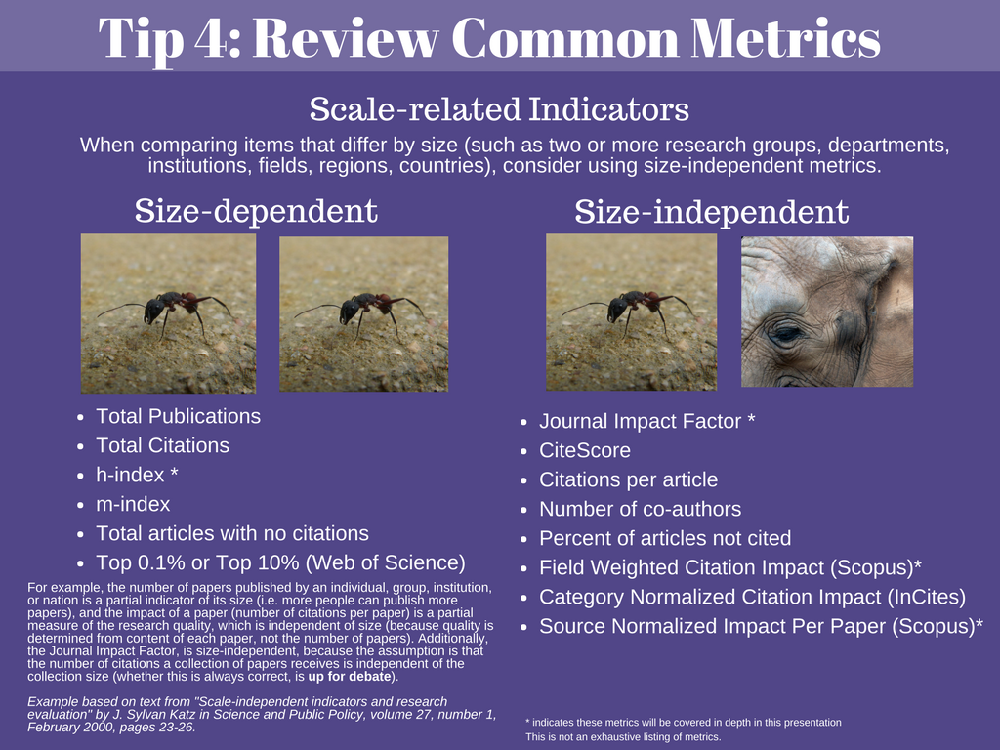 Tip 4: Review Common Metrics
Scale-related Indicators
When comparing items that differ by size (such as two or more research groups, departments,
institutions, fields, regions, countries), consider using size-independent metrics.
Size-dependent
• Total Publications
• Total Citations
• h-index *
• m-index
• Total articles with no citations
• Top 0.1% or Top 10% (Web of Science)
For example, the number of papers published by an individual, group, institution,
or nation is a partial indicator of its size (i.e. more people can publish more
papers), and the impact of a paper (number of citations per paper) is a partial
measure of the research quality, which is independent of size (because quality is
determined from content of each paper, not the number of papers). Additionally,
the Journal Impact Factor, is size-independent, because the assumption is that
the number of citations a collection of papers receives is independent of the
collection size (whether this is always correct, is up for debate).
Example based on text from "Scale-independent indicators and research
evaluation" by J. Sylvan Katz in Science and Public Policy, volume 27, number 1,
February 2000, pages 23-26.
Size-independent
• Journal Impact Factor *
• CiteScore
• Citations per article
• Number of co-authors
• Percent of articles not cited
• Field Weighted Citation Impact (Scopus)*
• Category Normalized Citation Impact (InCites)
• Source Normalized Impact Per Paper (Scopus)*
* indicates these metrics will be covered in depth in this presentation
This is not an exhaustive listing of metrics.